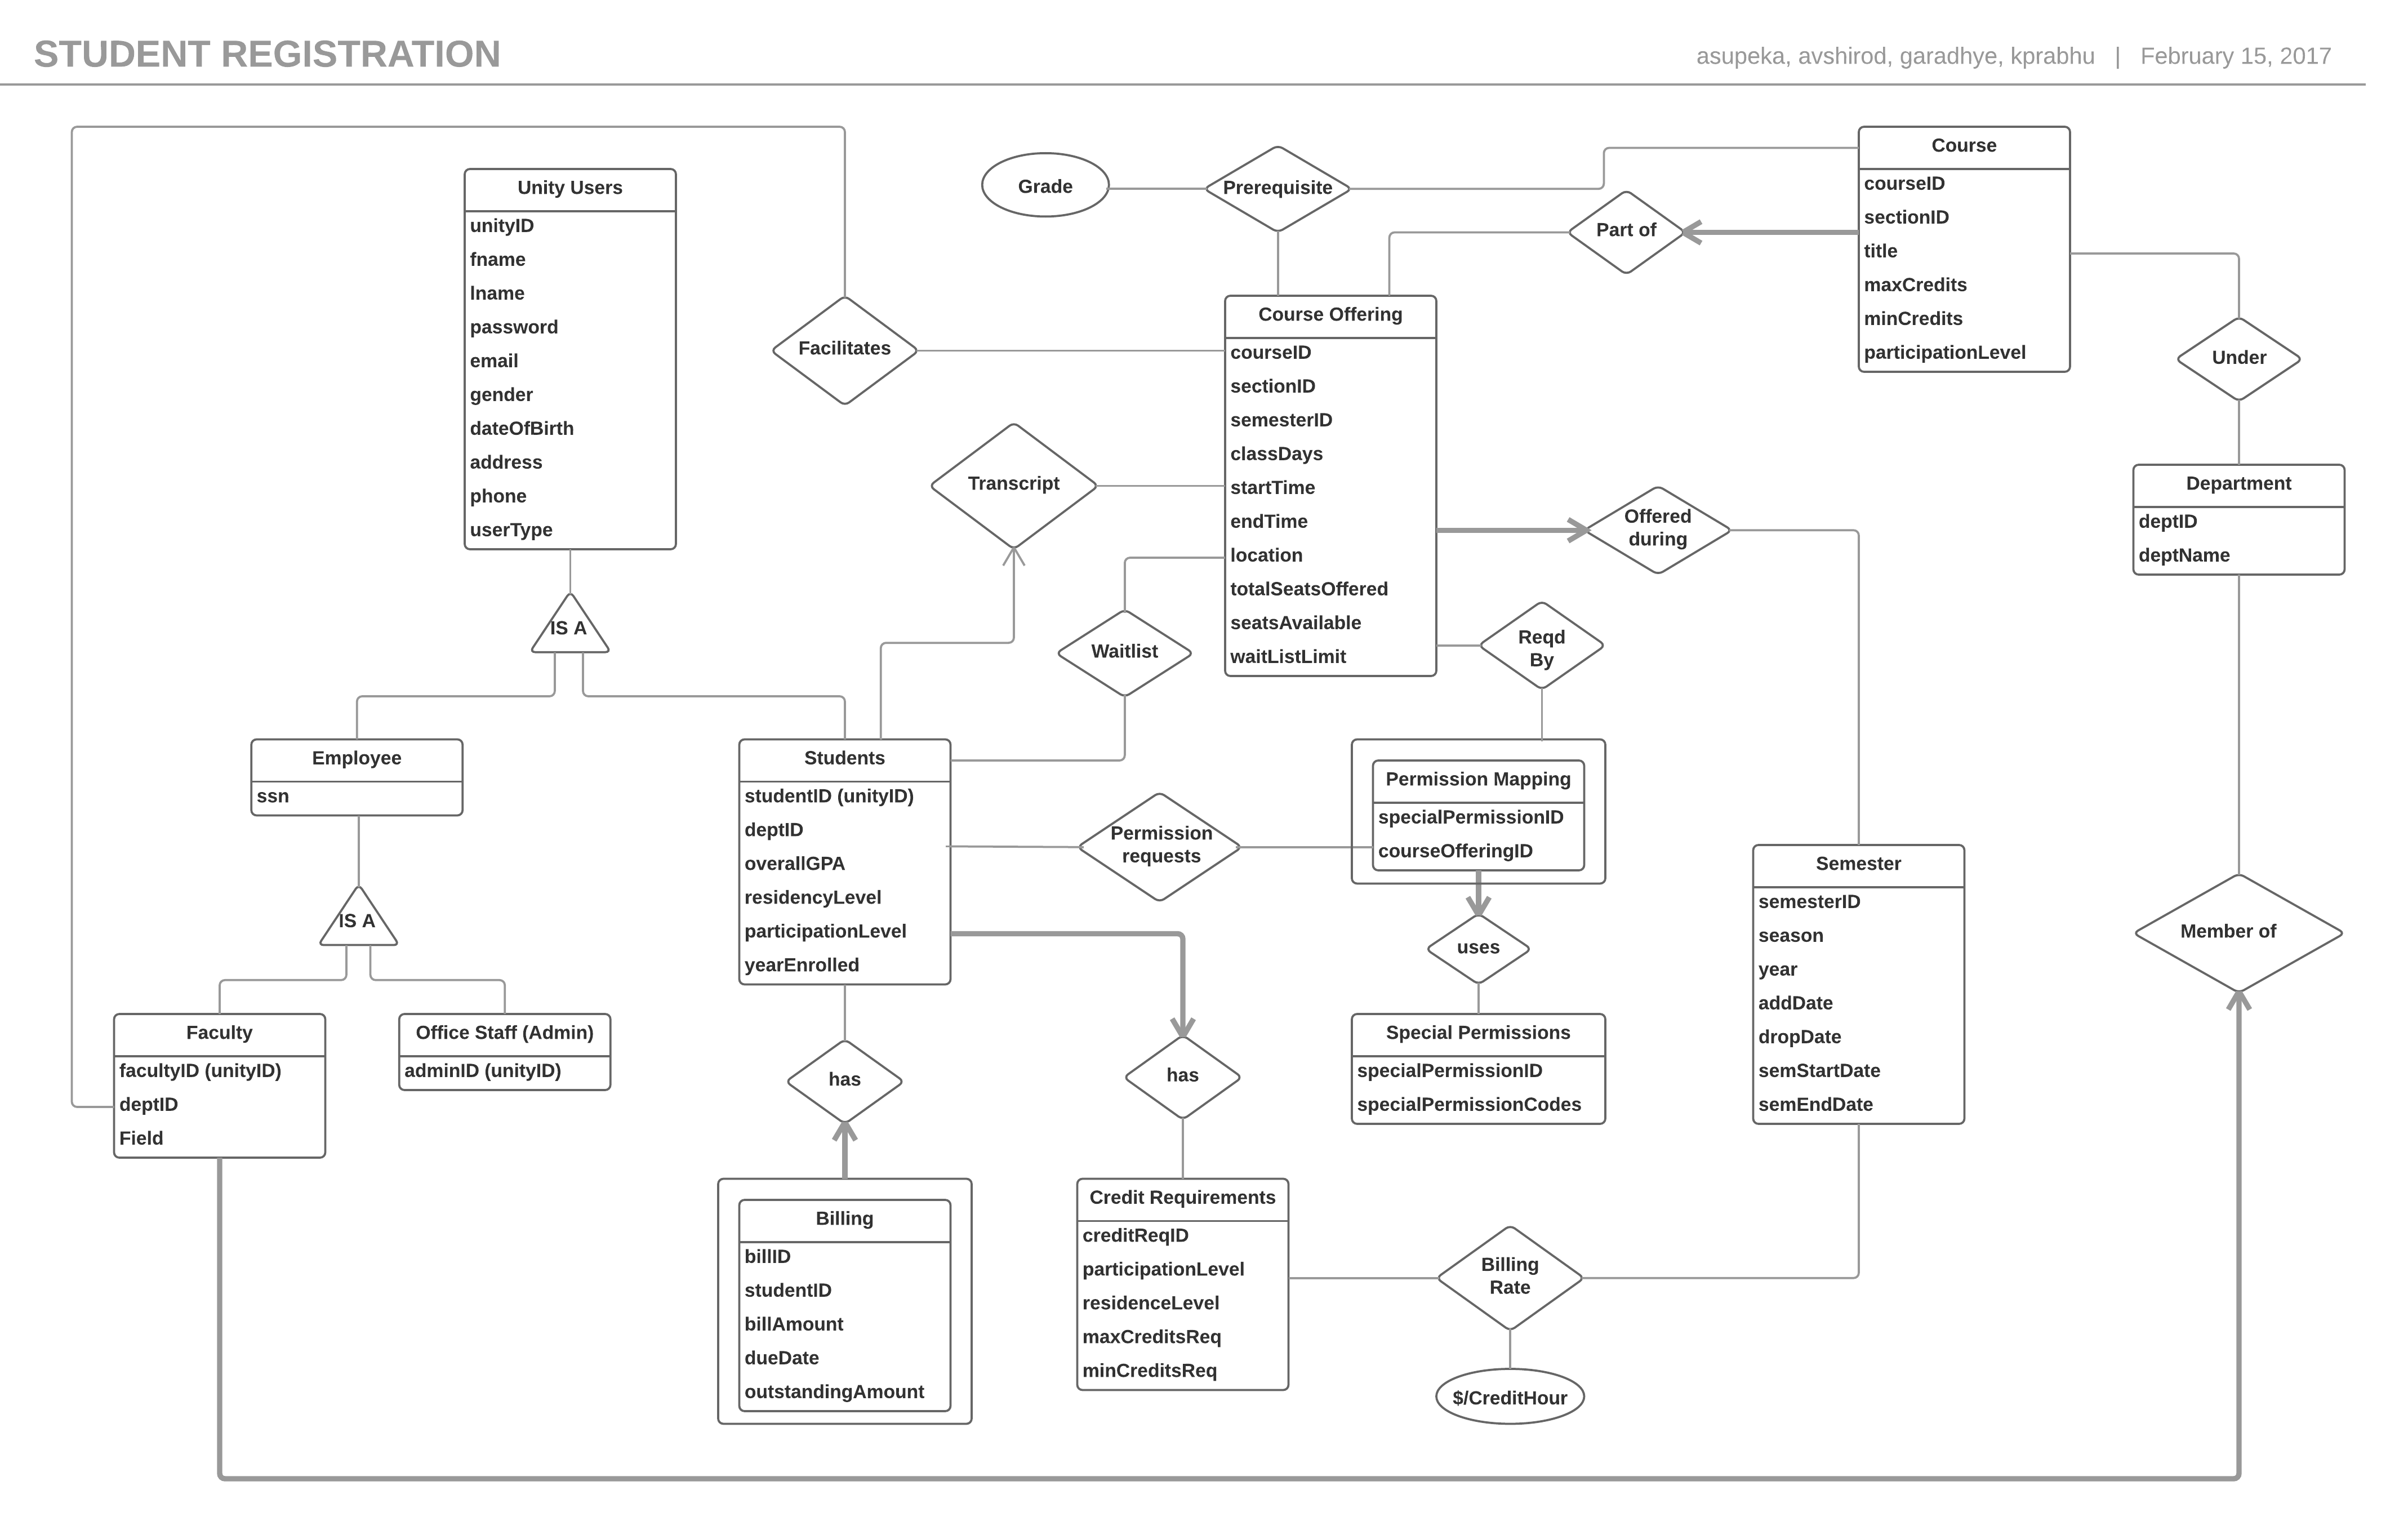 STUDENT REGISTRATION
asupeka, avshirod, garadhye, kprabhu | February 15, 2017
Unity Users
unityID
fname
lname
password
email
gender
dateOfBirth
address
phone
userType
IS A
Facilitates
Grade
Prerequisite
Part of
Course
courseID
sectionID
title
maxCredits
minCredits
participationLevel
Course Offering
courseID
sectionID
semesterID
classDays
startTime
endTime
location
totalSeatsOffered
seatsAvailable
waitListLimit
Under
Department
deptID
deptName
Transcript
Offered
during
Waitlist
Reqd
By
Employee
ssn
IS A
Faculty
facultyID (unityID)
deptID
Field
Office Staff (Admin)
adminID (unityID)
Students
studentID (unityID)
deptID
overallGPA
residencyLevel
participationLevel
yearEnrolled
Permission
requests
Permission Mapping
specialPermissionID
courseOfferingID
uses
Special Permissions
specialPermissionID
specialPermissionCodes
Semester
semesterID
season
year
addDate
dropDate
semStartDate
semEndDate
Member of
has
has
Billing
billID
studentID
billAmount
dueDate
outstandingAmount
Credit Requirements
creditReqID
participationLevel
residenceLevel
maxCreditsReq
minCreditsReq
Billing
Rate
$/CreditHour